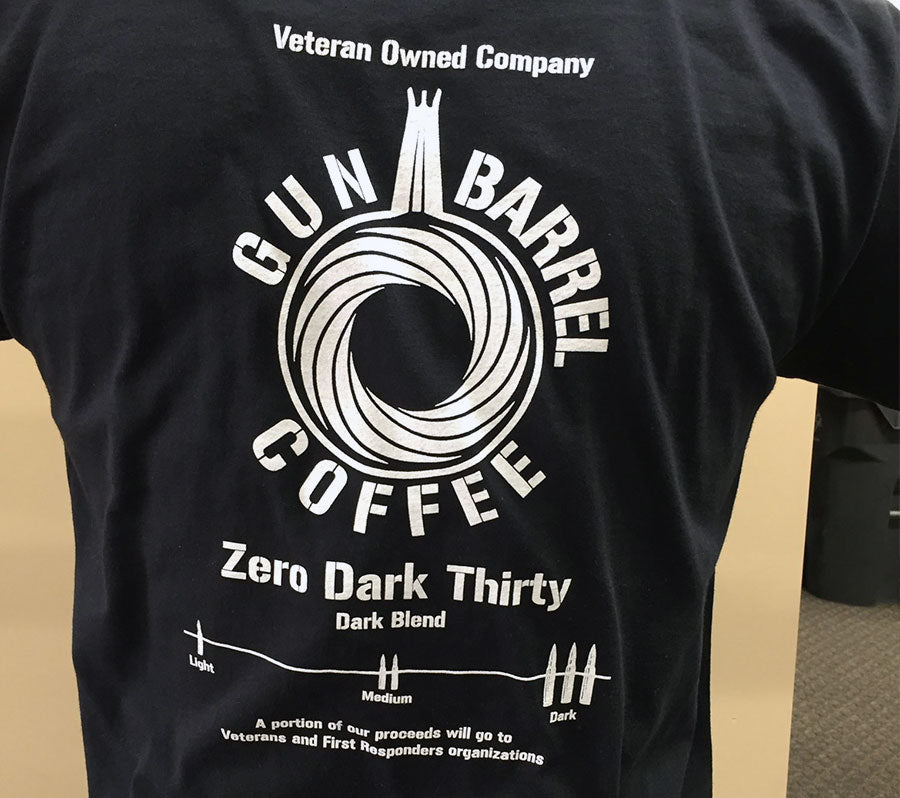 Veteran Owned Company
GUN BARREL
COFFEE
Zero Dark Thirty
Dark Blend
Light
Medium
Dark
A portion of our proceeds will go to
Veterans and First Responders organizations